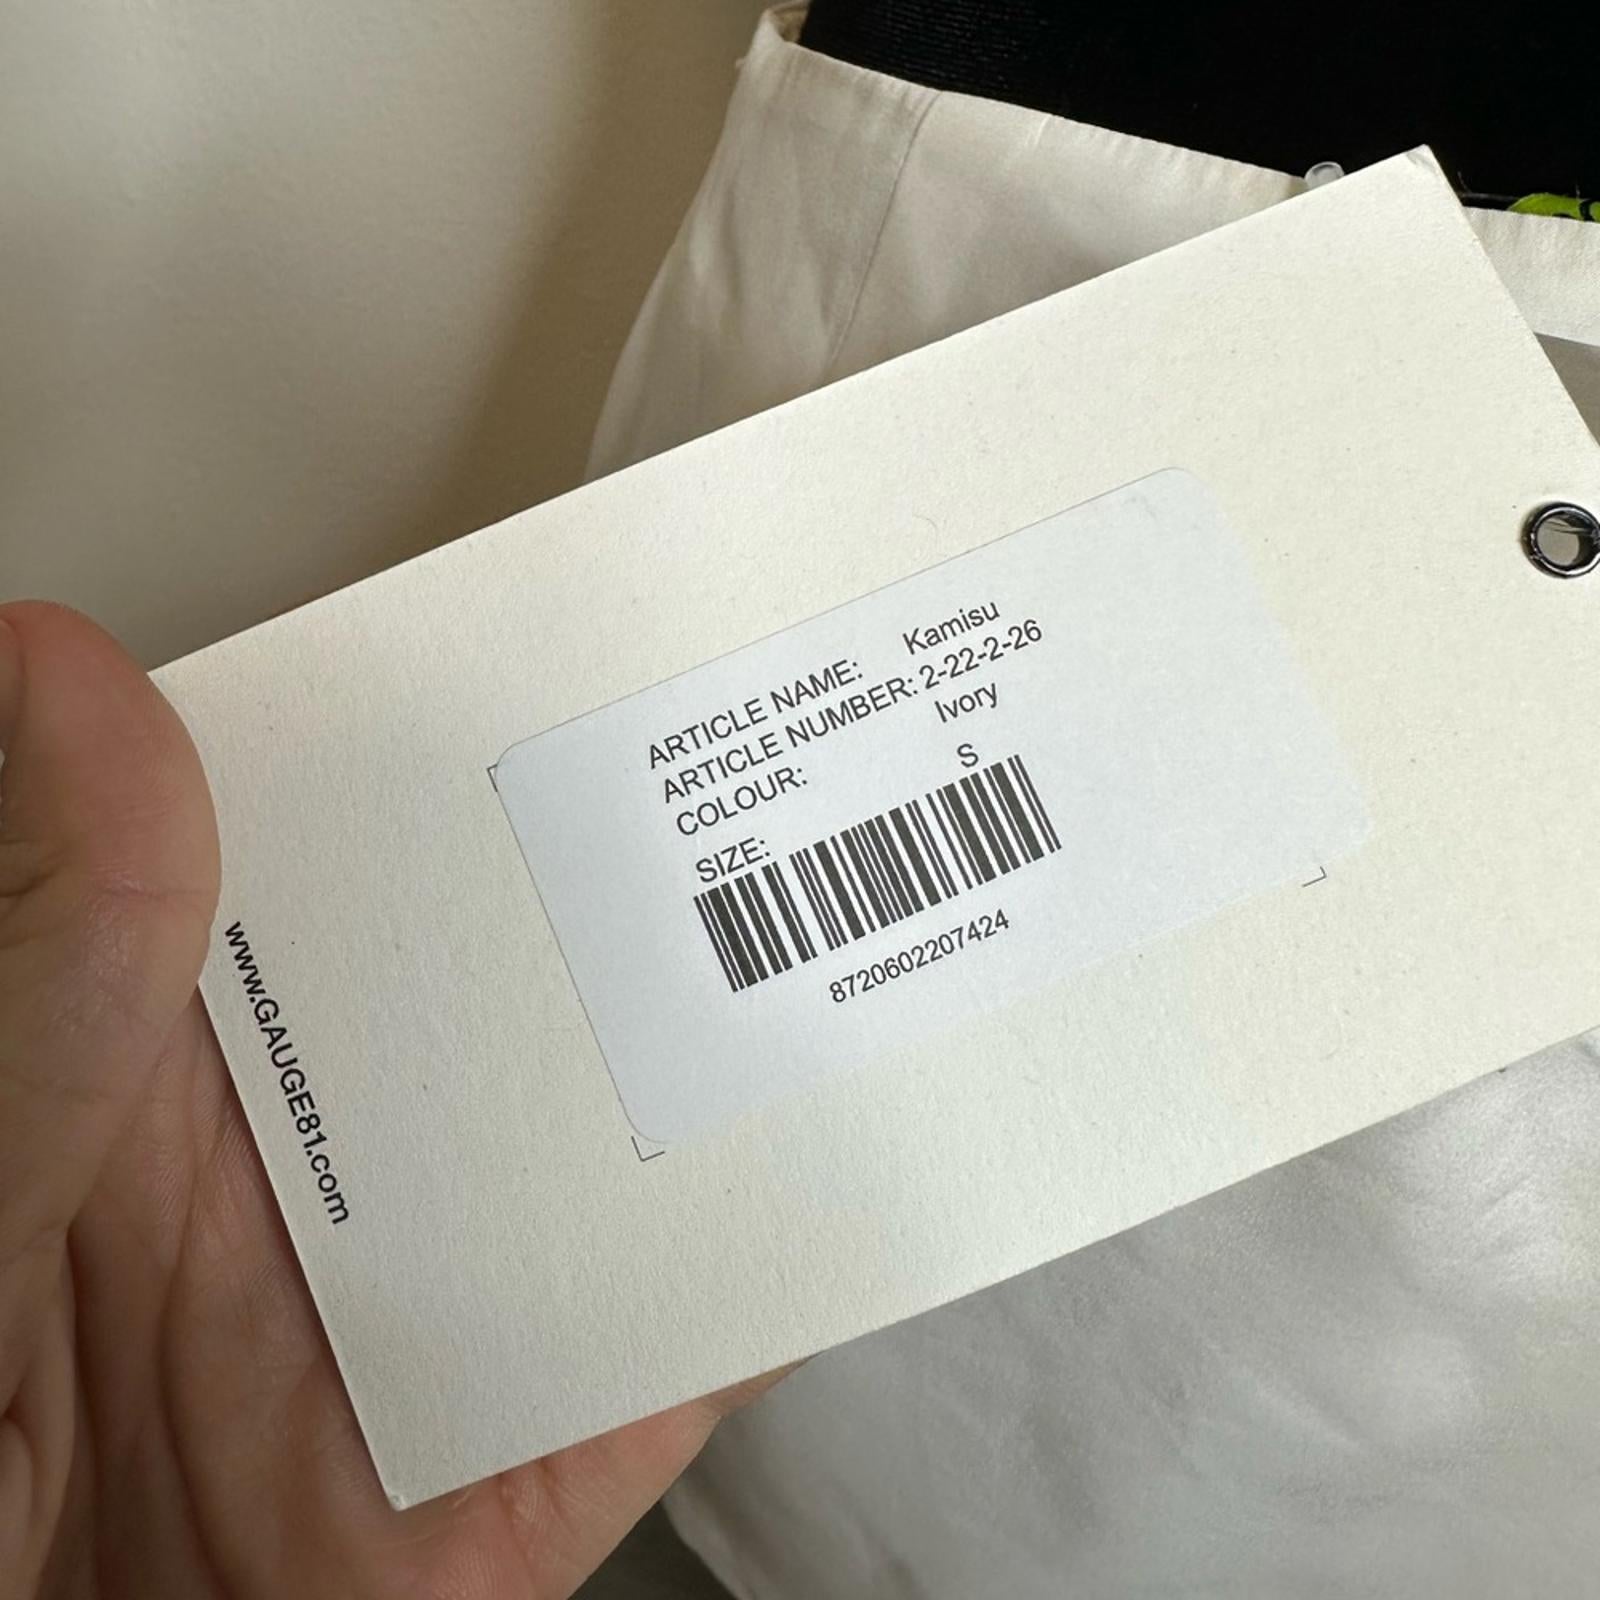 ARTICLE NAME: Kamisu
ARTICLE NUMBER: 2-22-2-26
COLOUR: Ivory
SIZE: S
8720602207424
www.GAUGE81.com